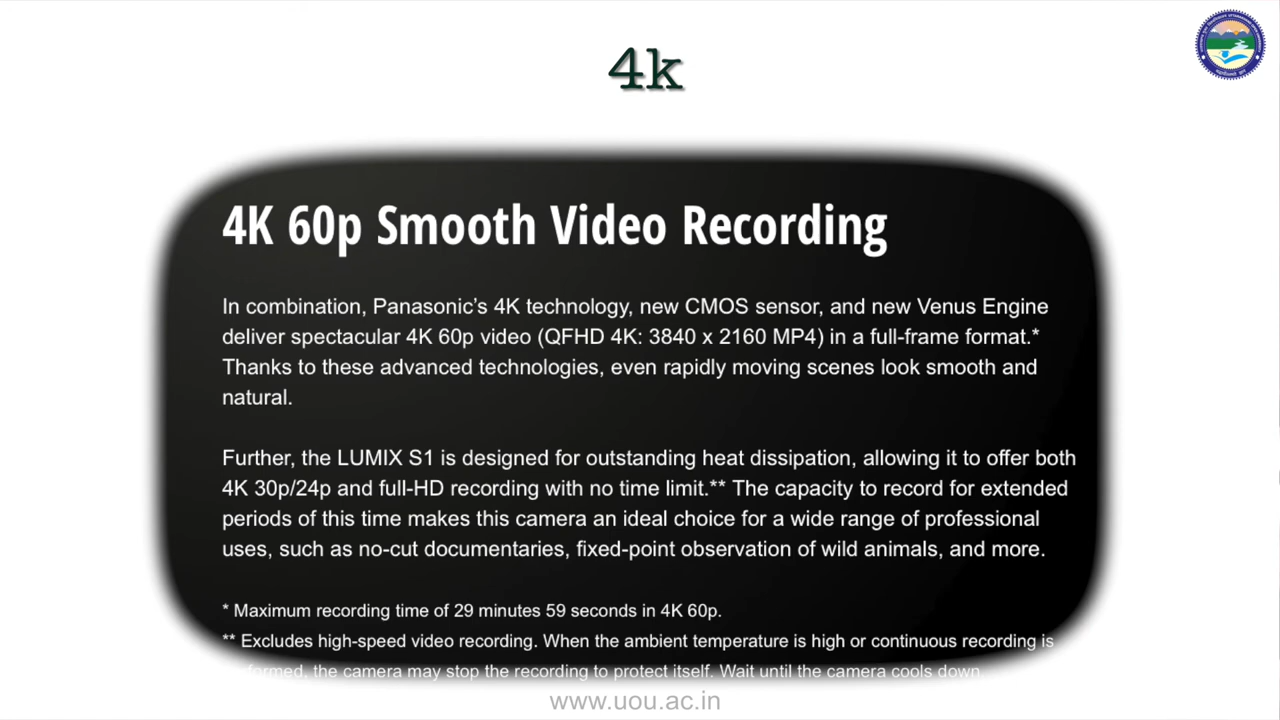 4k
4K 60p Smooth Video Recording
In combination, Panasonic’s 4K technology, new CMOS sensor, and new Venus Engine
deliver spectacular 4K 60p video (QFHD 4K: 3840 x 2160 MP4) in a full-frame format.*
Thanks to these advanced technologies, even rapidly moving scenes look smooth and
natural.
Further, the LUMIX S1 is designed for outstanding heat dissipation, allowing it to offer both
4K 30p/24p and full-HD recording with no time limit.** The capacity to record for extended
periods of this time makes this camera an ideal choice for a wide range of professional
uses, such as no-cut documentaries, fixed-point observation of wild animals, and more.
* Maximum recording time of 29 minutes 59 seconds in 4K 60p.
** Excludes high-speed video recording. When the ambient temperature is high or continuous recording is
the camera may stop the recording to protect itself. Wait until the camera cools down.
www.uou.ac.in